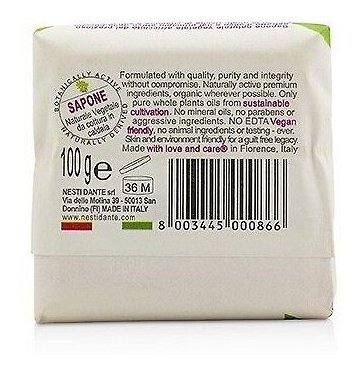 BOTANICALLY ACTIVE
SAPONE
Naturale Vegetale
da cottura in
caldaia
NATURALLY DERIVED
Formulated with quality, purity and integrity
without compromise. Naturally active premium
ingredients, organic wherever possible. Only
pure whole plants oils from sustainable
cultivation. No mineral oils, no parabens or
aggressive ingredients. NO EDTA Vegan
friendly, no animal ingredients or testing - ever.
Skin and environment friendly for a guilt free legacy.
Made with love and care® in Florence, Italy
100 g e
36 M
NESTI DANTE srl
Via delle Molina 39 - 50013 San
Donnino (FI) MADE IN ITALY
www.nestidante.com
8 003445 000866